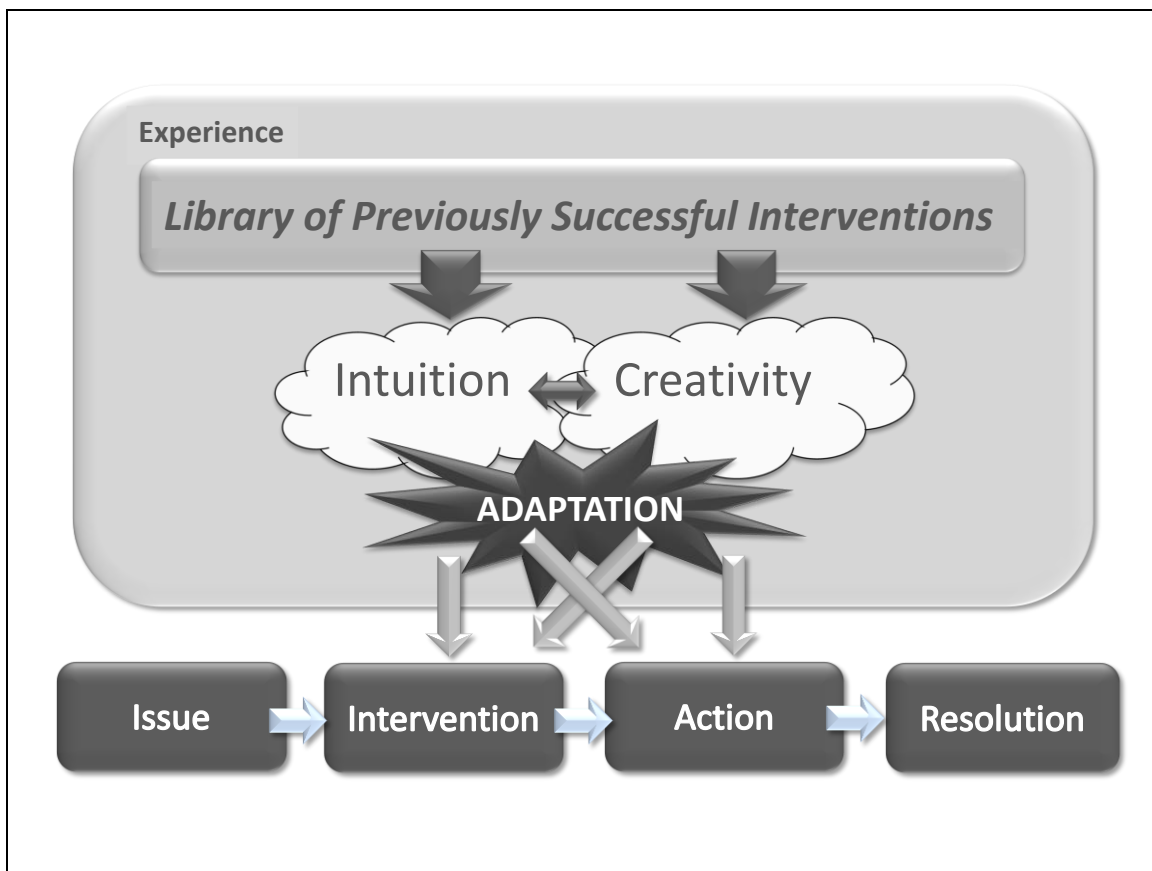 Experience
Library of Previously Successful Interventions
Intuition
Creativity
ADAPTATION
Issue
Intervention
Action
Resolution